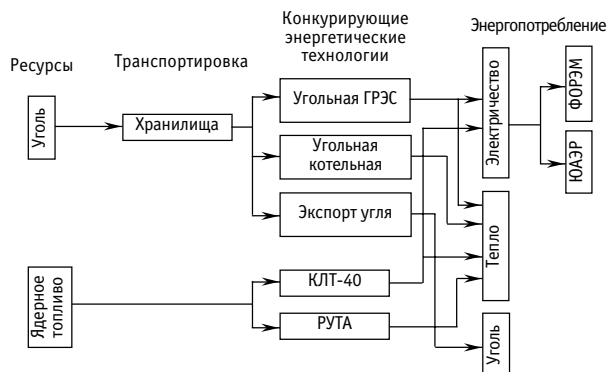 Ресурсы
Транспортировка
Конкурирующие
энергетические
технологии
Энергопотребление
Уголь
Хранилища
Угольная ГРЭС
Угольная
котельная
Экспорт угля
Электричество
ФОРЭМ
ЮАЭР
Тепло
Ядерное
топливо
КЛТ-40
РУТА
Уголь